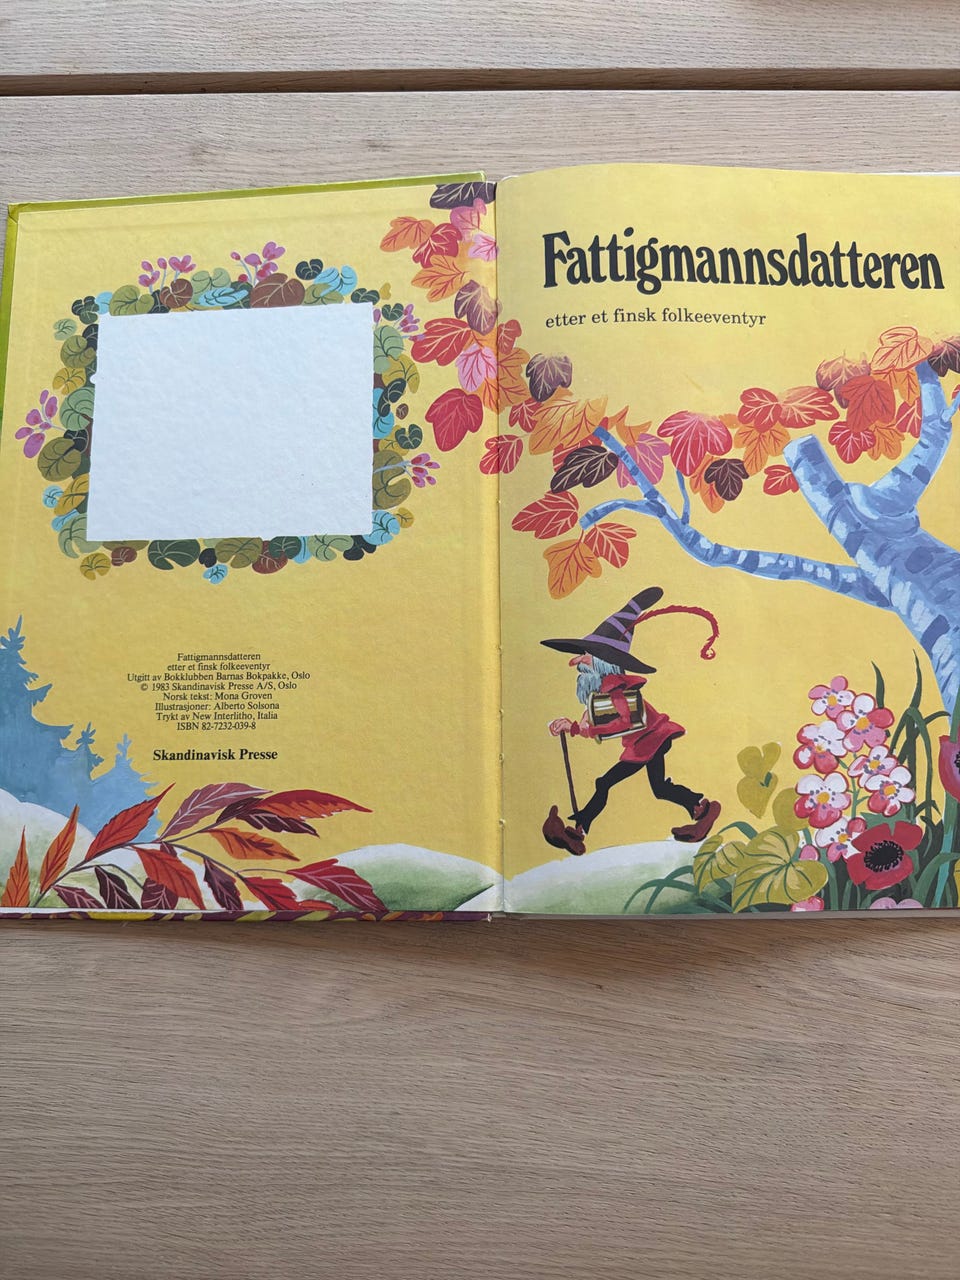 Fattigmannsdatteren
etter et finsk folkeeventyr
Utgitt av Bokklubben Barnas Bokpakke, Oslo
© 1983 Skandinavisk Presse A/S, Oslo
Norsk tekst: Mona Groven
Illustrasjoner: Alberto Solsona
Trykt av New Interlitho, Italia
ISBN 82-7232-039-8
Skandinavisk Presse
Fattigmannsdatteren
etter et finsk folkeeventyr